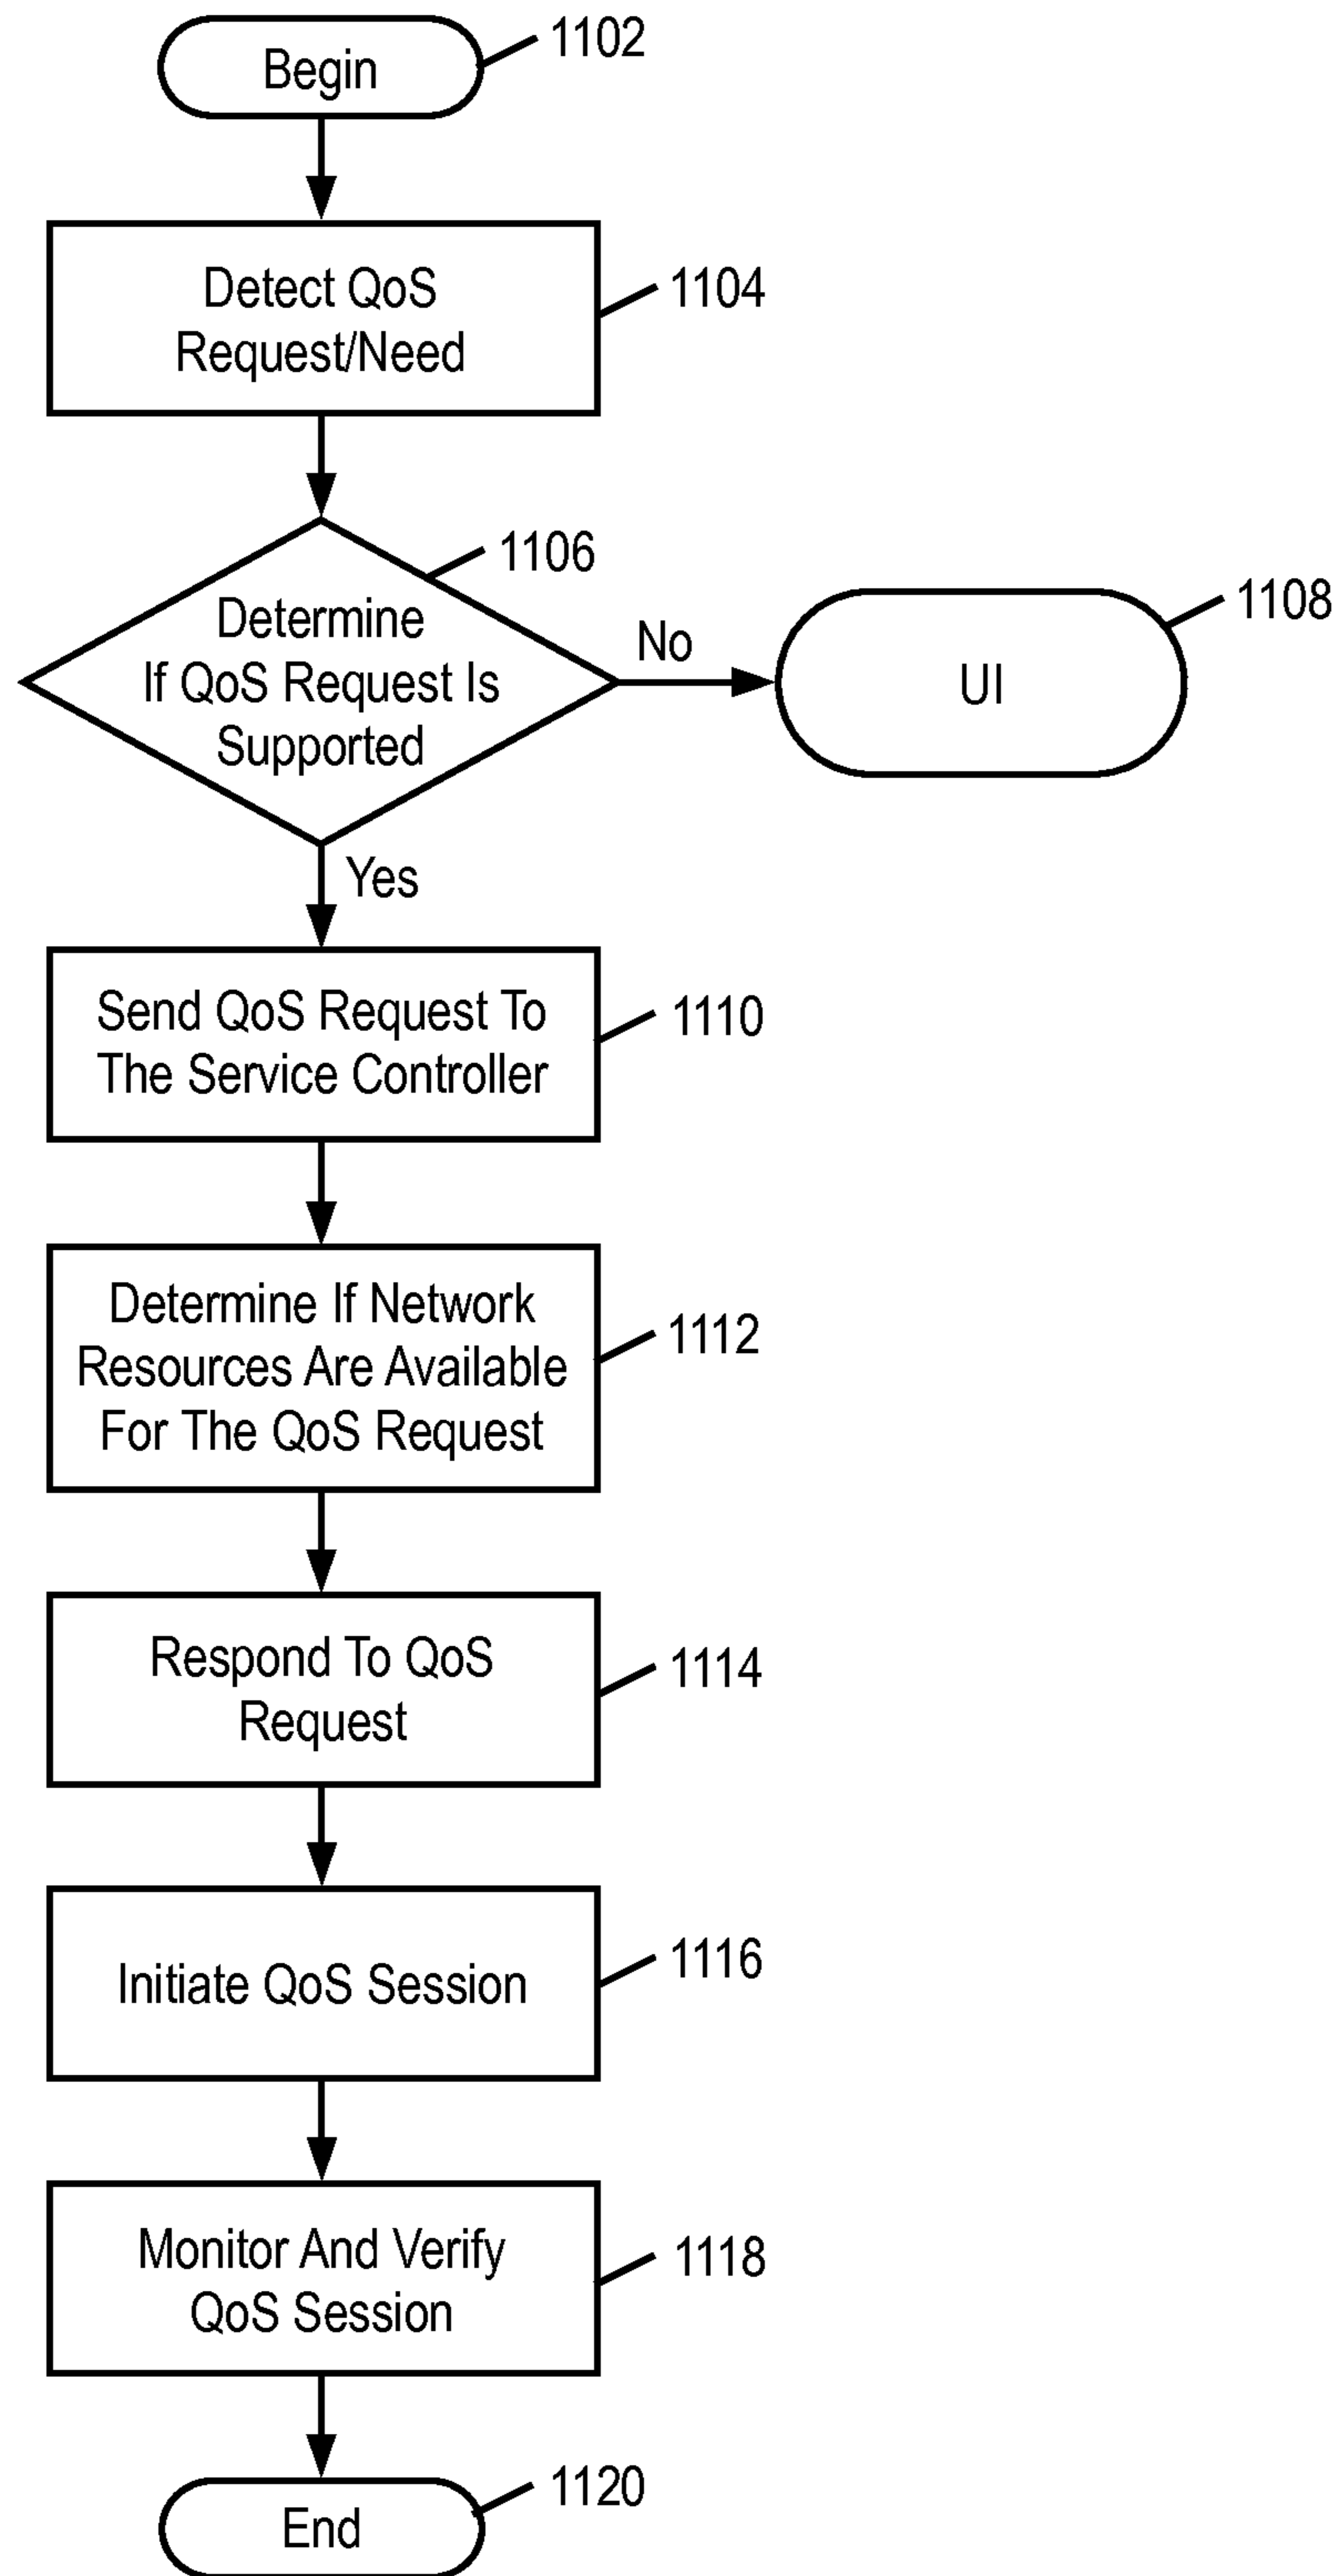 Begin
1102
Detect QoS
Request/Need
1104
1106
Determine
If QoS Request Is
Supported
No
UI
1108
Yes
Send QoS Request To
The Service Controller
1110
Determine If Network
Resources Are Available
For The QoS Request
1112
Respond To QoS
Request
1114
Initiate QoS Session
1116
Monitor And Verify
QoS Session
1118
End
1120